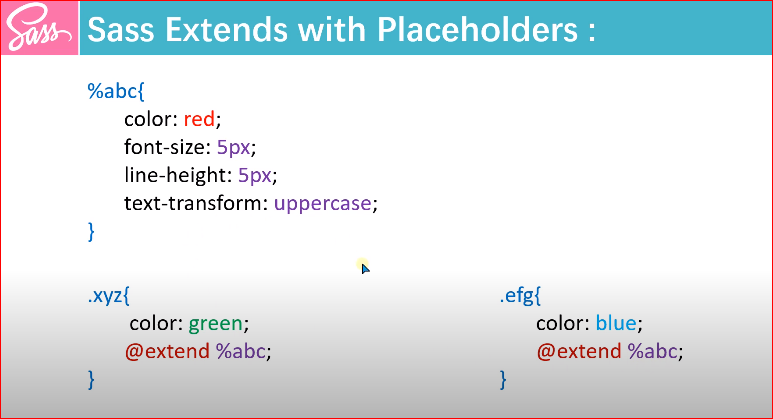 Sass
Sass Extends with Placeholders :
%abc{
color: red;
font-size: 5px;
line-height: 5px;
text-transform: uppercase;
}
.xyz{
color: green;
@extend %abc;
}
.efg{
color: blue;
@extend %abc;
}